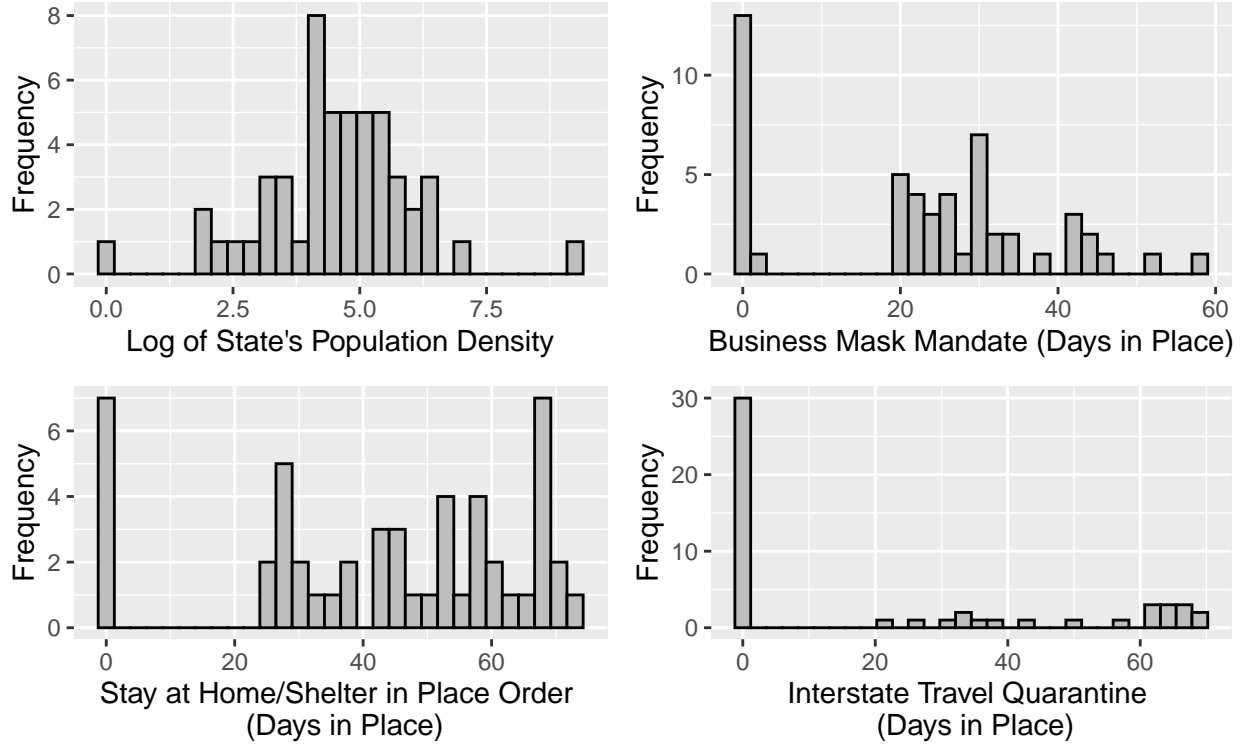 8
6
4
2
0
Frequency
0.0 2.5 5.0 7.5
Log of State's Population Density
10
5
0
Frequency
0 20 40 60
Business Mask Mandate (Days in Place)
6
4
2
0
Frequency
0 20 40 60
Stay at Home/Shelter in Place Order
(Days in Place)
30
20
10
0
Frequency
0 20 40 60
Interstate Travel Quarantine
(Days in Place)